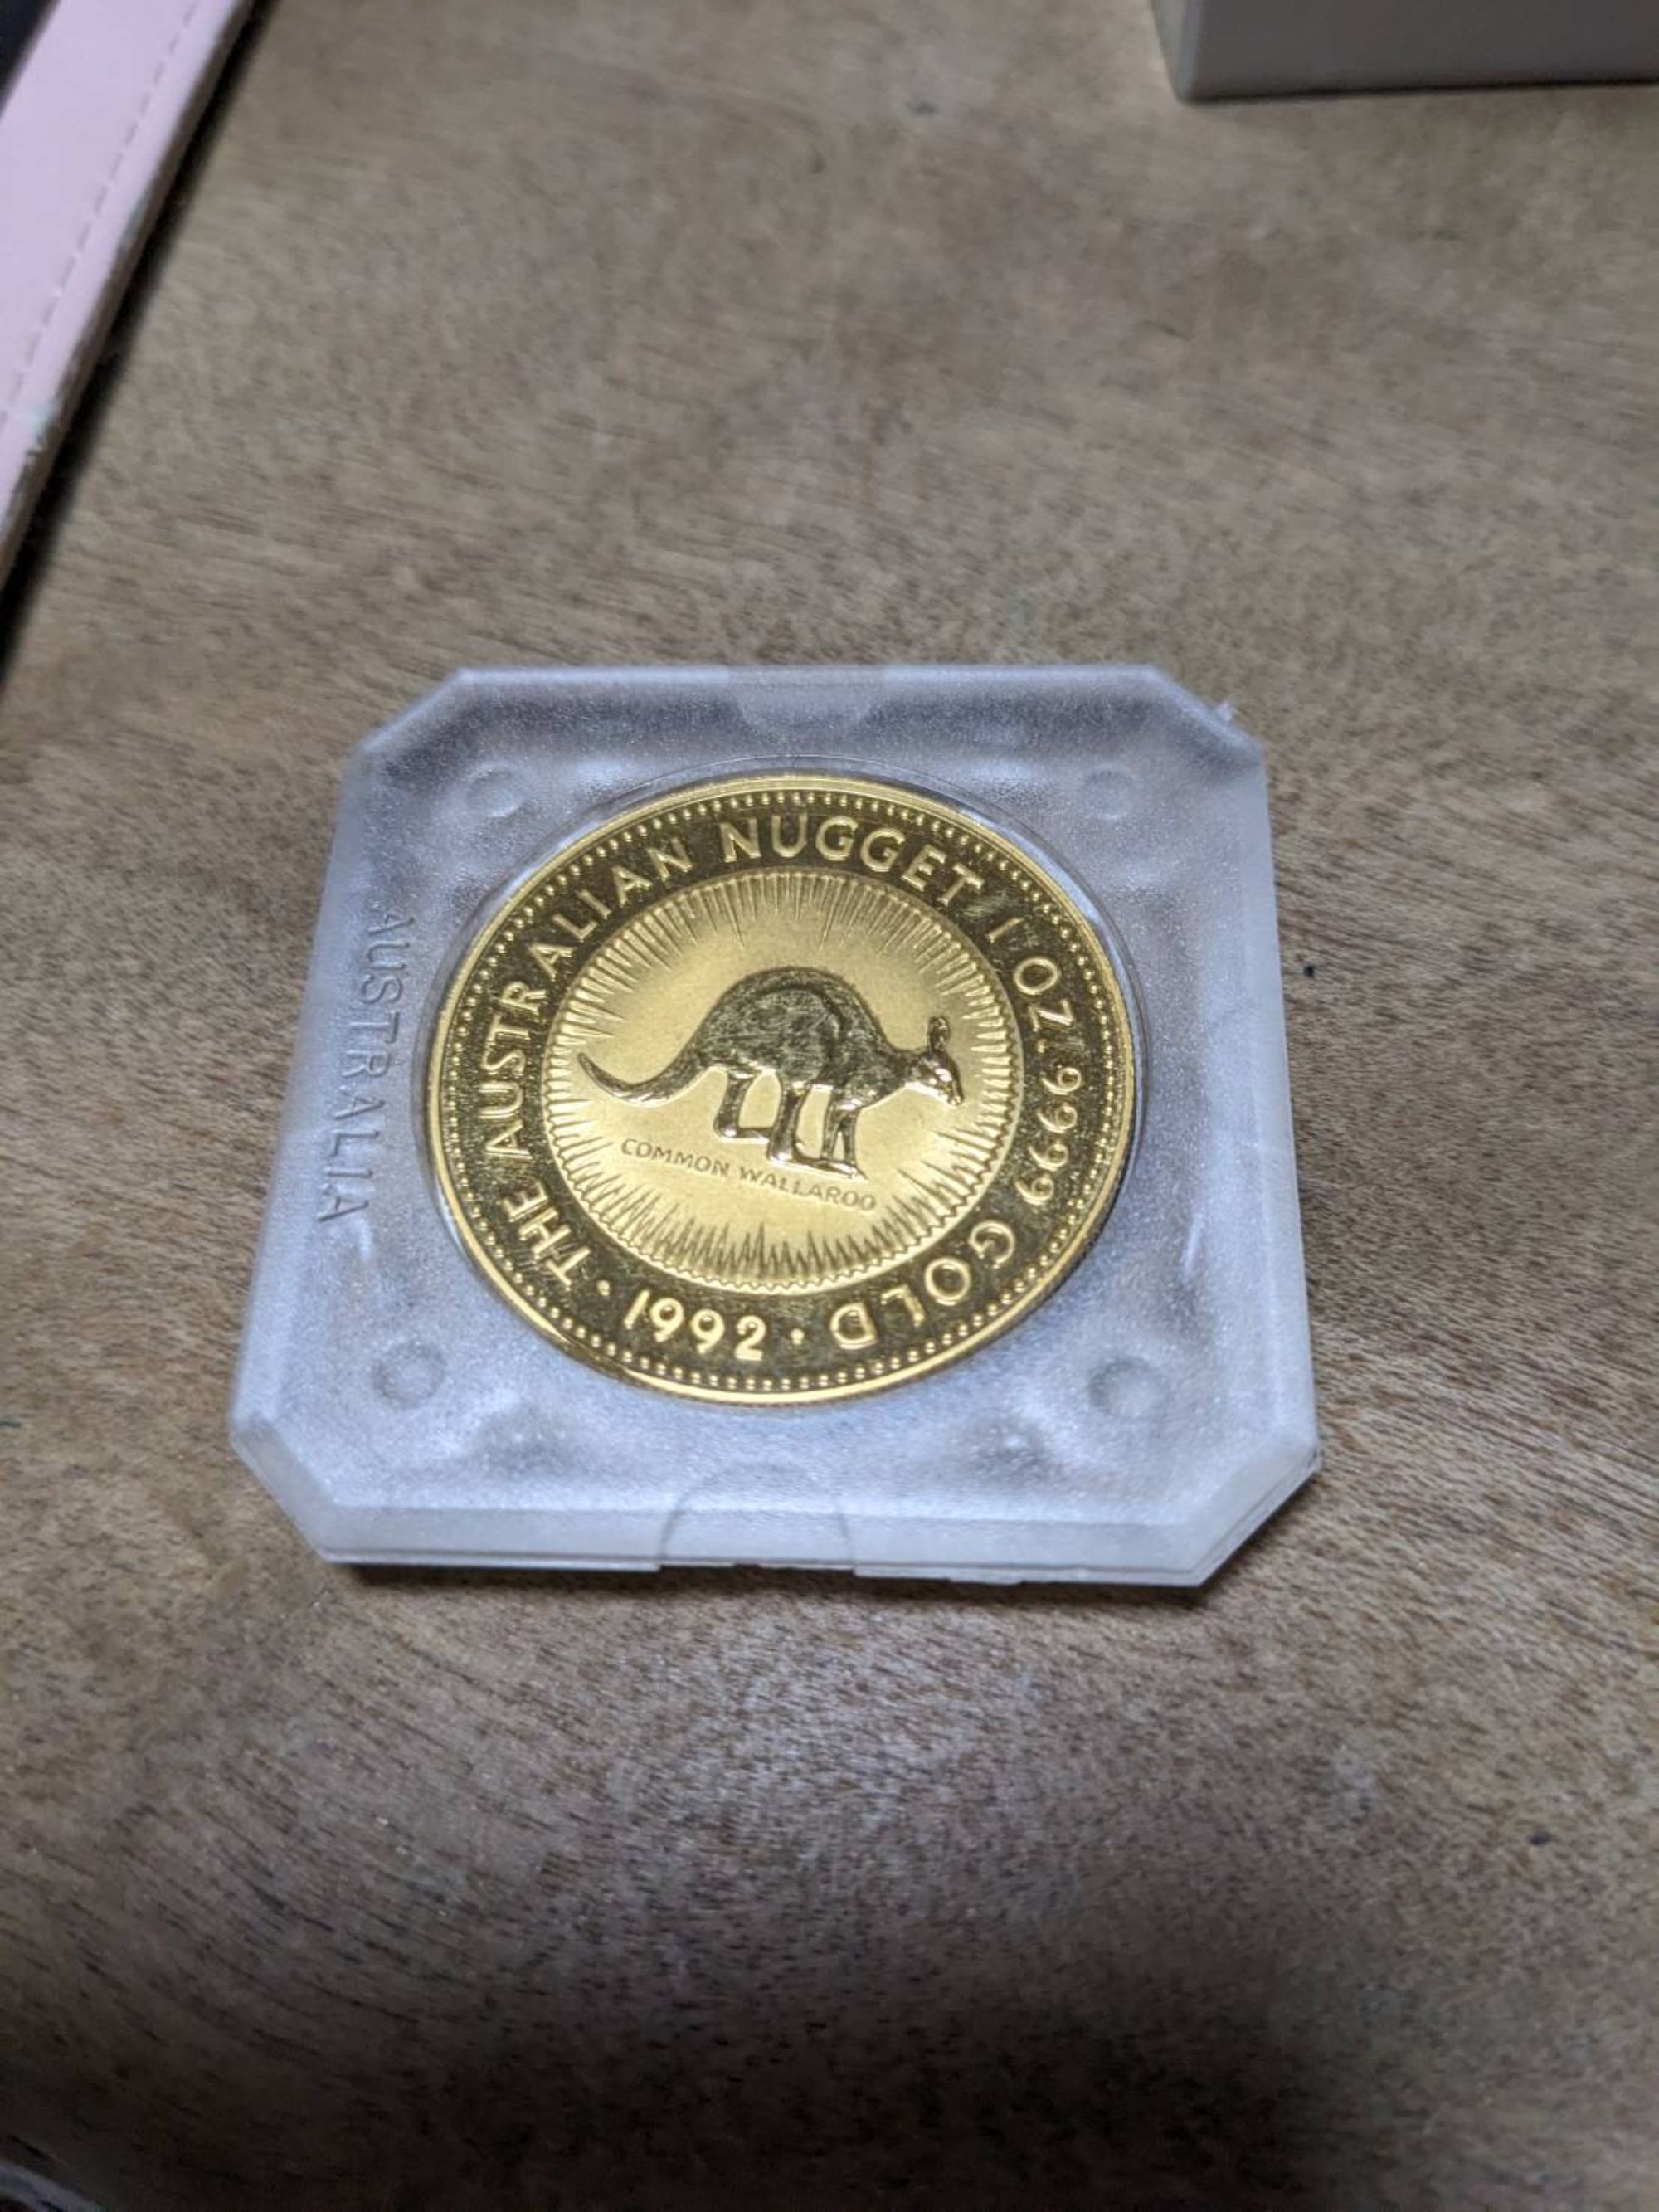 THE AUSTRALIAN NUGGET 1 OZ. 9999 GOLD
COMMON WALLAROO
• 1992 •
AUSTRALIA